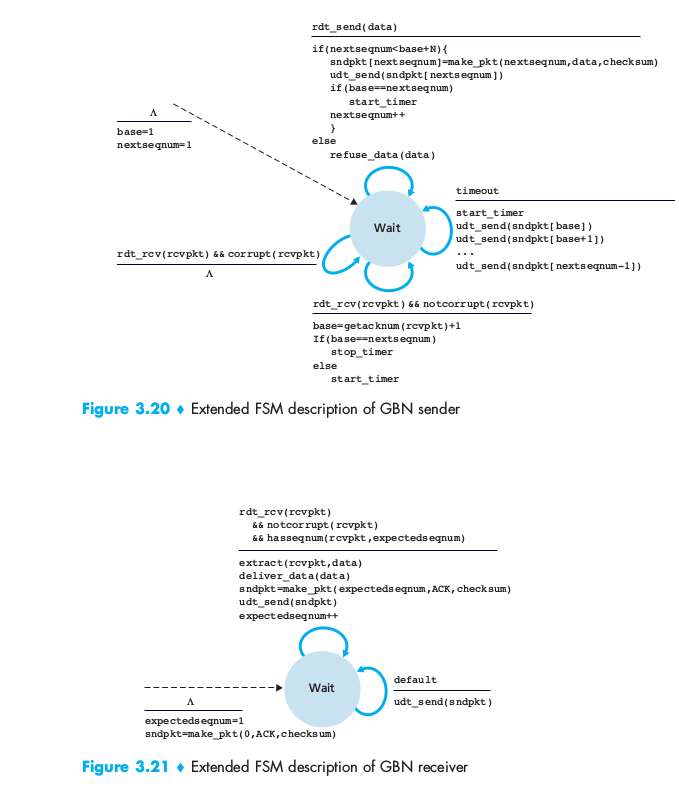 rdt_send(data)
if(nextseqnum<base+N){
sndpkt[nextseqnum]=make_pkt(nextseqnum,data,checksum)
udt_send(sndpkt[nextseqnum])
if(base==nextseqnum)
start_timer
nextseqnum++
}
else
refuse_data(data)
Λ
base=1
nextseqnum=1
Wait
timeout
start_timer
udt_send(sndpkt[base])
udt_send(sndpkt[base+1])
...
udt_send(sndpkt[nextseqnum-1])
rdt_rcv(rcvpkt) && corrupt(rcvpkt)
Λ
rdt_rcv(rcvpkt) && notcorrupt(rcvpkt)
base=getacknum(rcvpkt)+1
If(base==nextseqnum)
stop_timer
else
start_timer
Figure 3.20 ♦ Extended FSM description of GBN sender
rdt_rcv(rcvpkt)
&& notcorrupt(rcvpkt)
&& hasseqnum(rcvpkt,expectedseqnum)
extract(rcvpkt,data)
deliver_data(data)
sndpkt=make_pkt(expectedseqnum,ACK,checksum)
udt_send(sndpkt)
expectedseqnum++
Wait
default
udt_send(sndpkt)
Λ
expectedseqnum=1
sndpkt=make_pkt(0,ACK,checksum)
Figure 3.21 ♦ Extended FSM description of GBN receiver